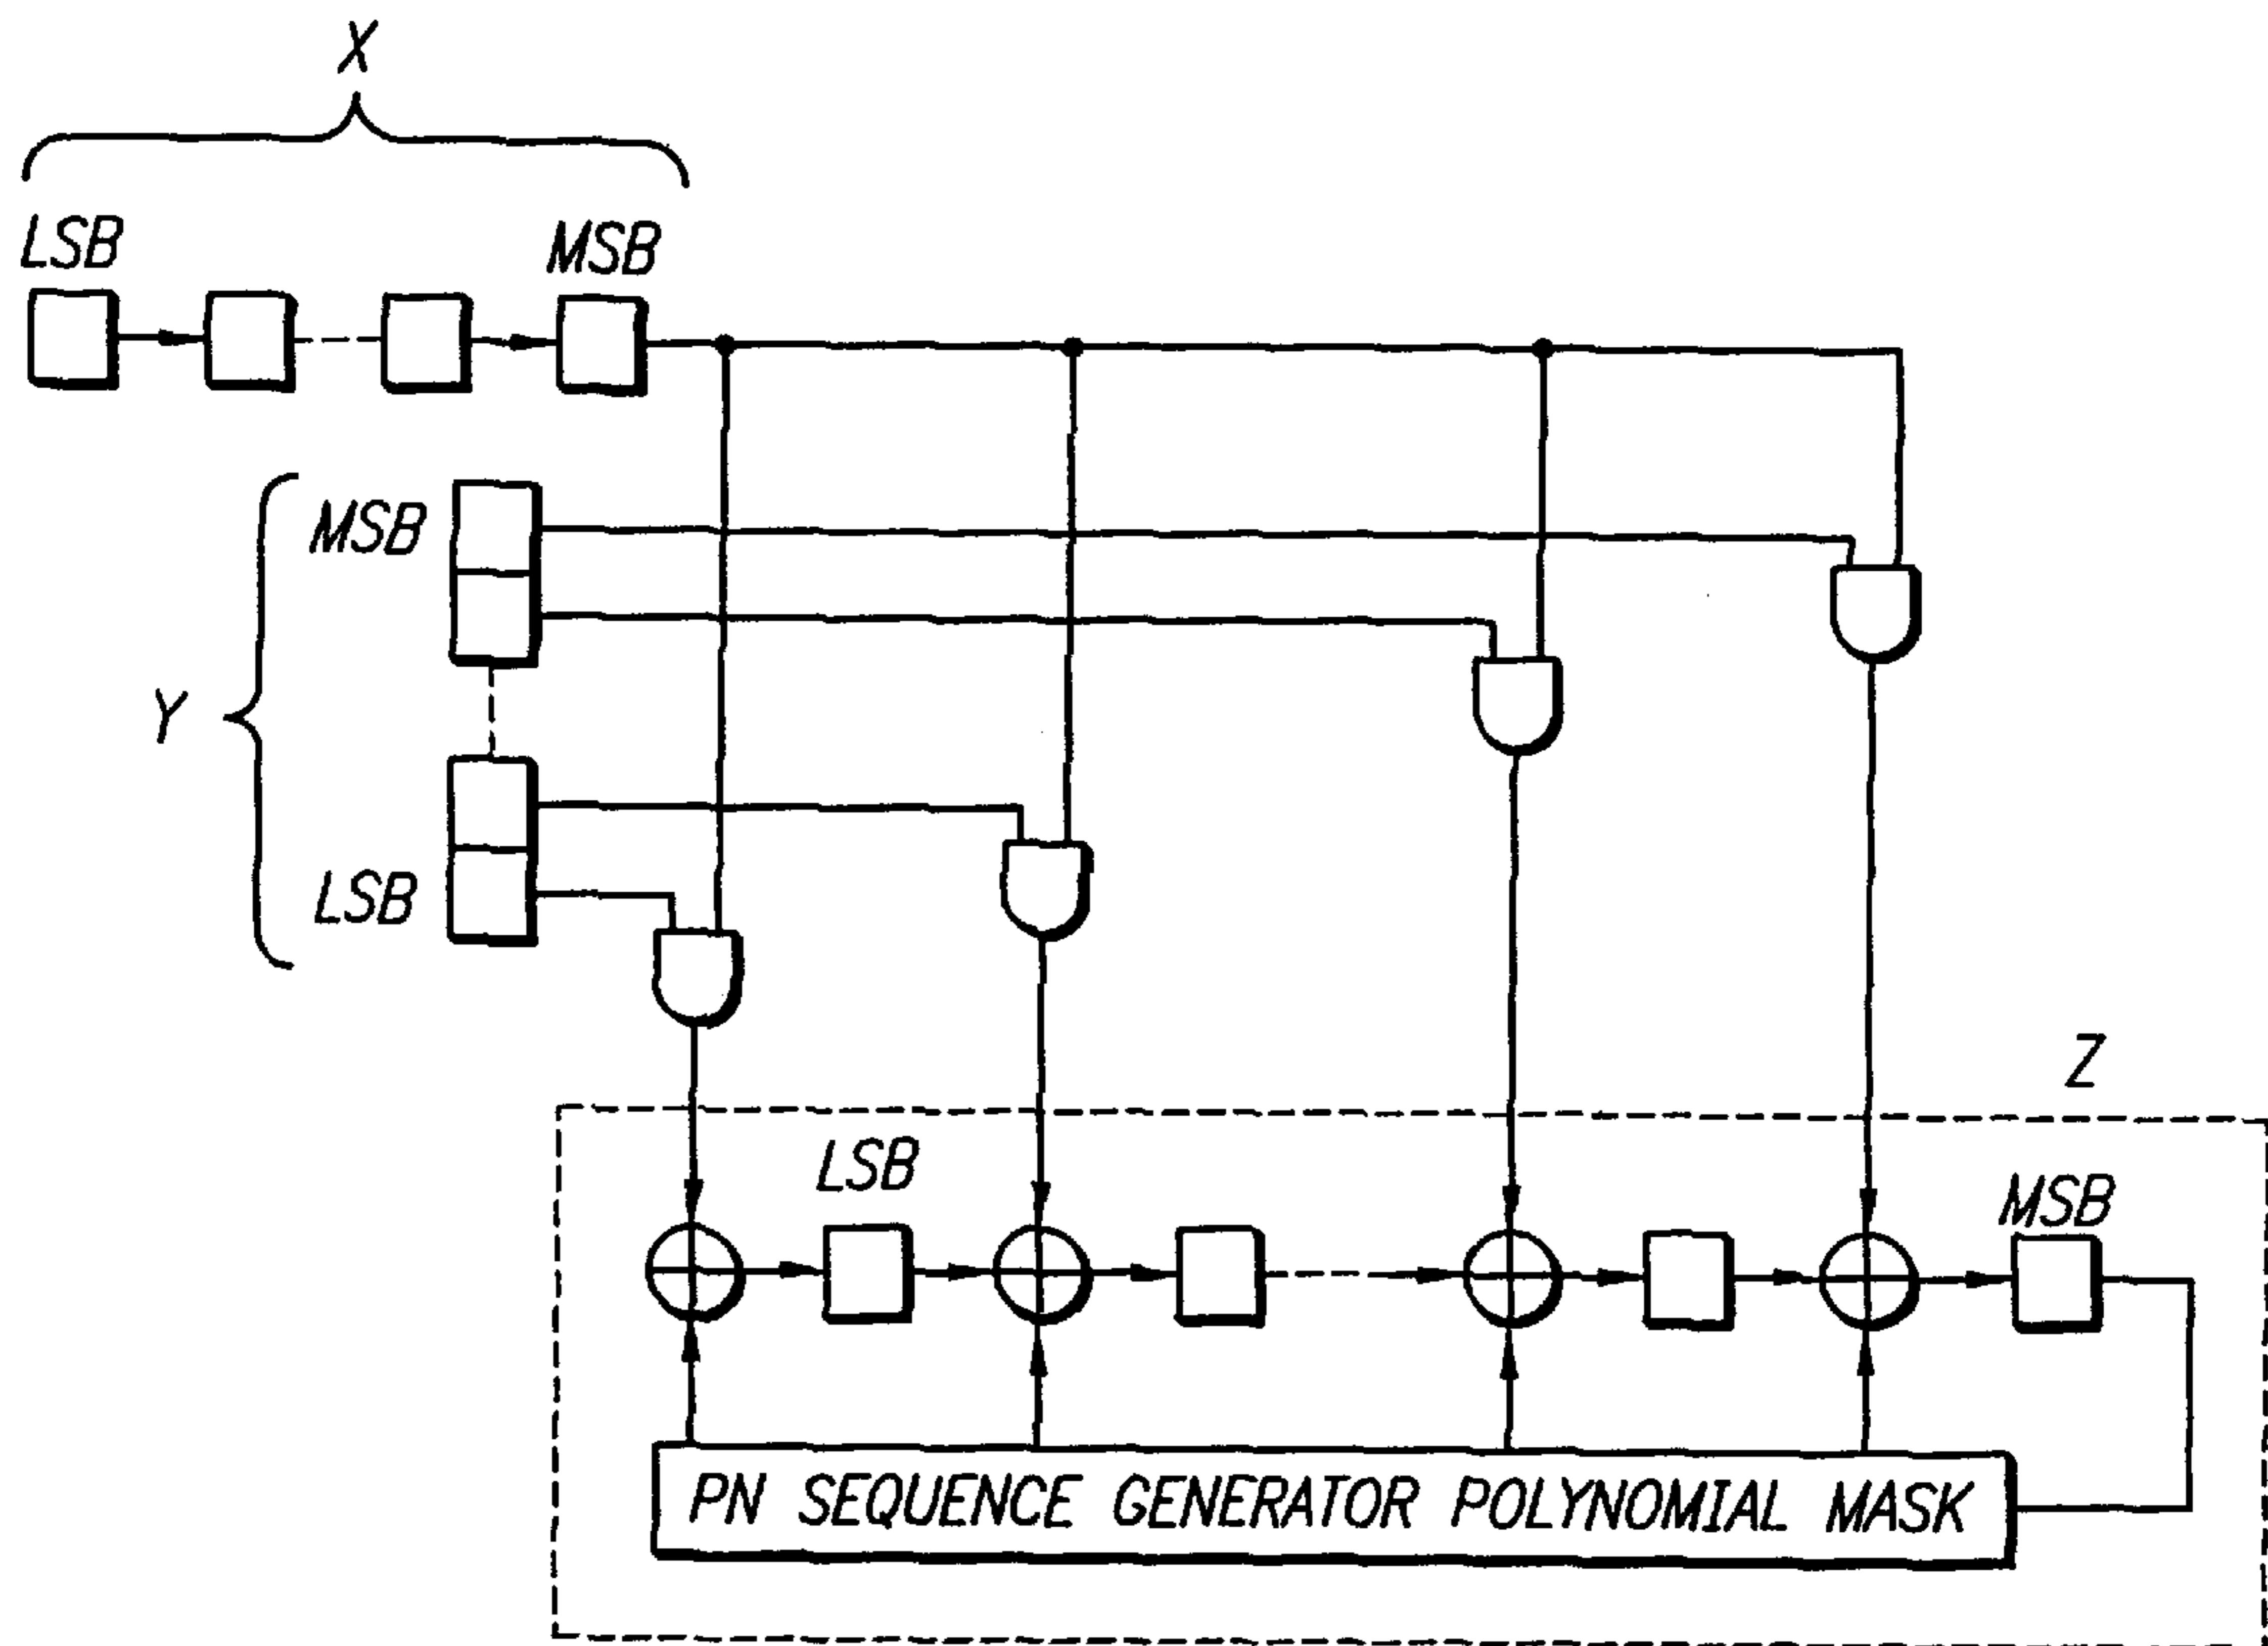 X
LSB
MSB
MSB
Y
LSB
Z
LSB
MSB
PN SEQUENCE GENERATOR POLYNOMIAL MASK